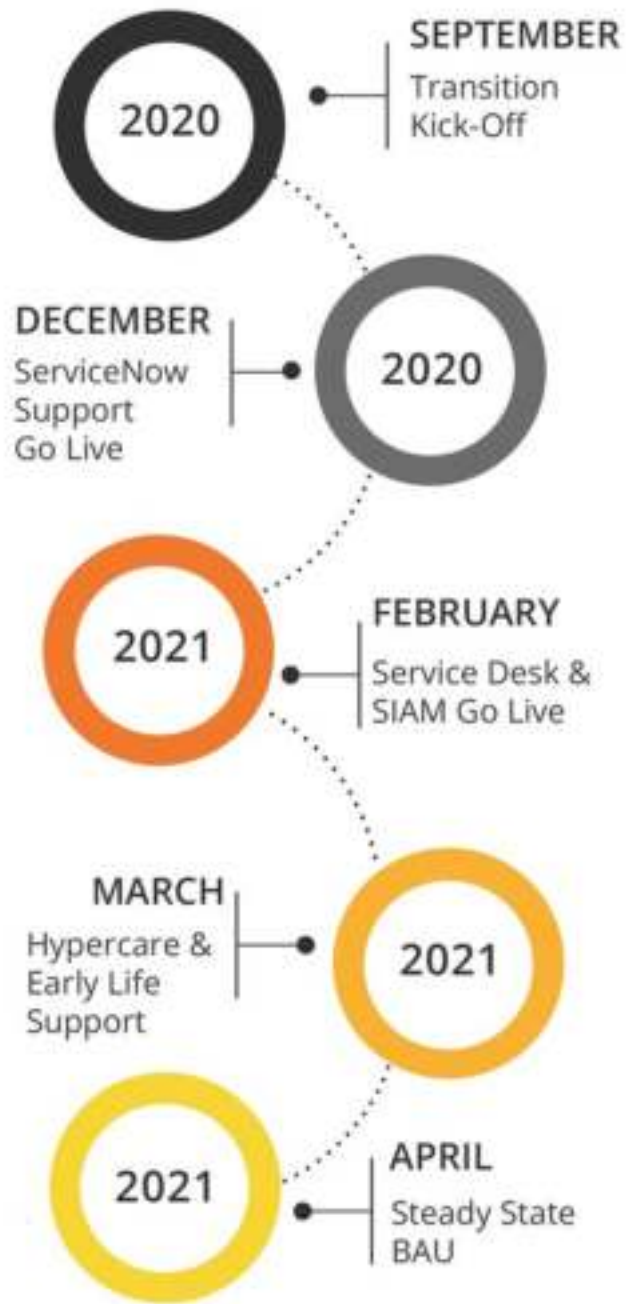 2020
SEPTEMBER
Transition
Kick-Off
DECEMBER
ServiceNow
Support
Go Live
2020
2021
FEBRUARY
Service Desk &
SIAM Go Live
MARCH
Hypercare &
Early Life
Support
2021
2021
APRIL
Steady State
BAU